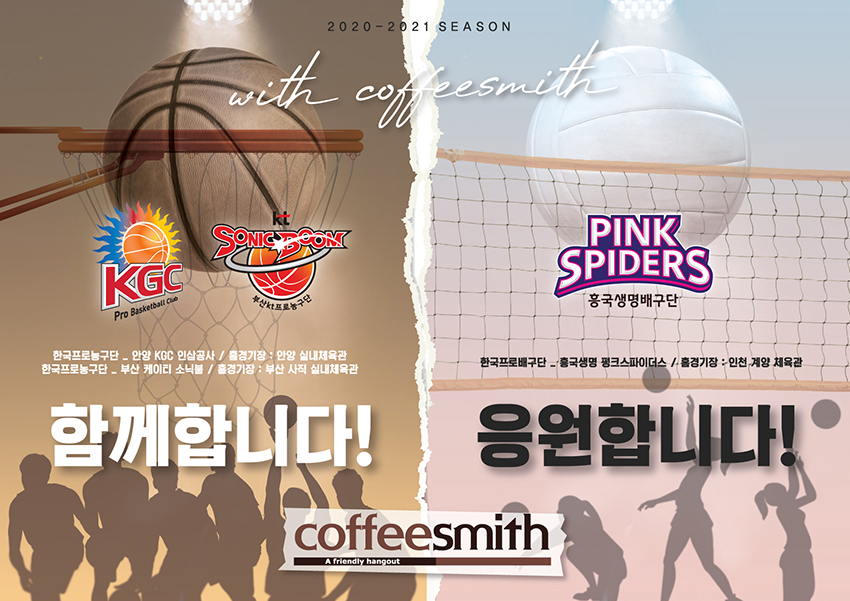 2020-2021 SEASON
with coffeesmith
KGC
Pro Basketball Club
kt
SONIC BOOM
부산kt프로농구단
한국프로농구단 _ 안양 KGC 인삼공사 / 홈경기장 : 안양 실내체육관
한국프로농구단 _ 부산 케이티 소닉붐 / 홈경기장 : 부산 사직 실내체육관
함께합니다!
PINK
SPIDERS
흥국생명배구단
한국프로배구단 _ 흥국생명 핑크스파이더스 / 홈경기장 : 인천 계양 체육관
응원합니다!
coffeesmith
A friendly hangout